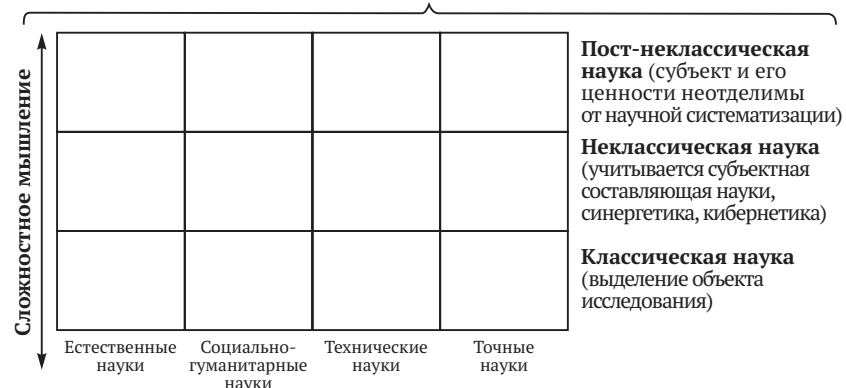 Сложностное мышление
Пост-неклассическая
наука (субъект и его
ценности неотделимы
от научной систематизации)
Неклассическая наука
(учитывается субъектная
составляющая науки,
синергетика, кибернетика)
Классическая наука
(выделение объекта
исследования)
Естественные
науки
Социально-
гуманитарные
науки
Технические
науки
Точные
науки